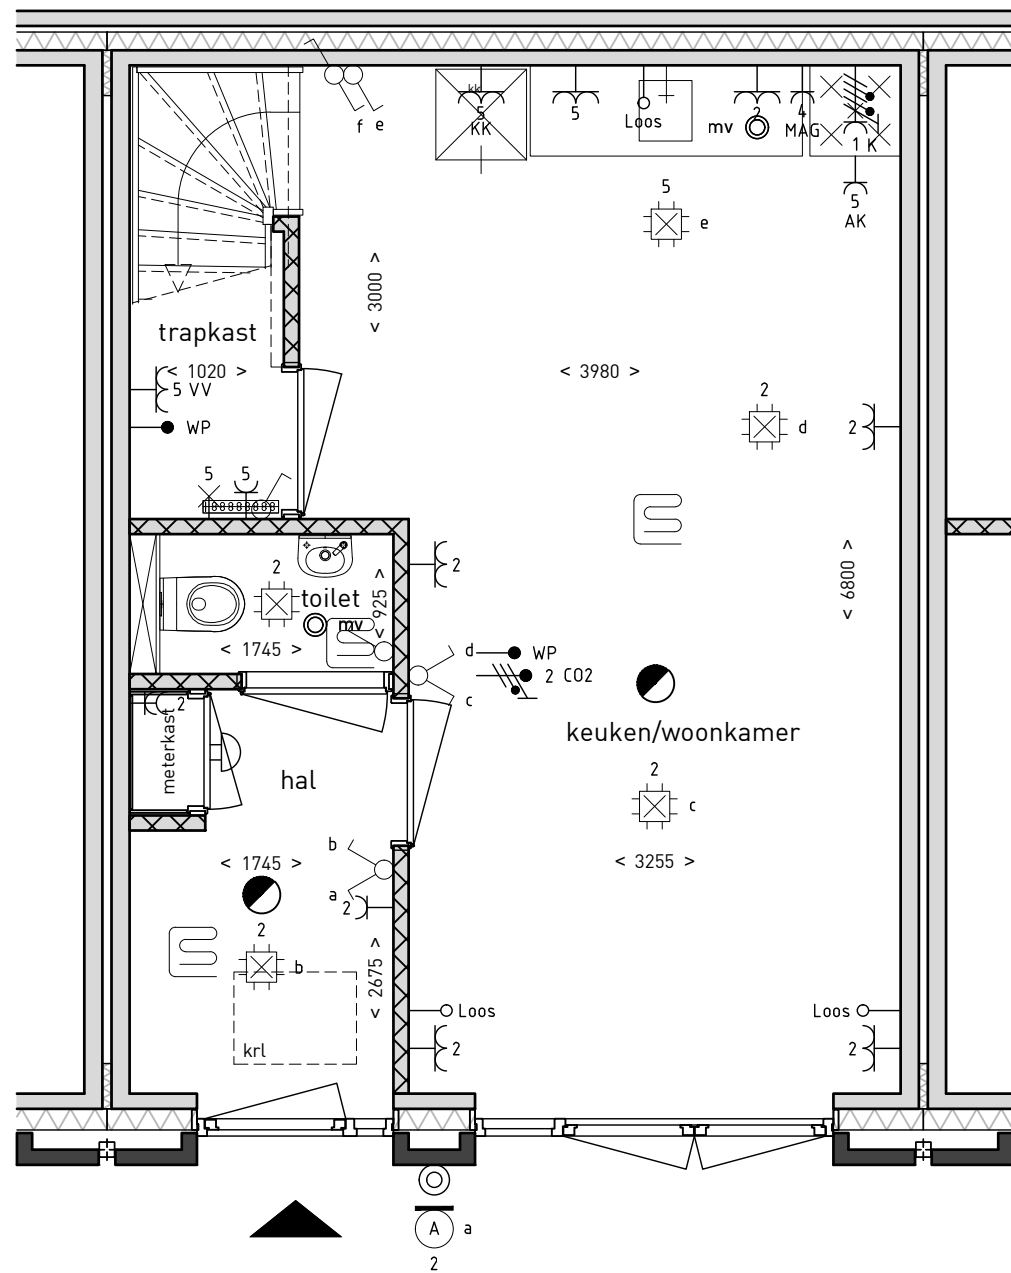 f e
kk
5
KK
5
Loos
2
mv
4
MAG
1 K
5
AK
5
e
< 3000 >
trapkast
< 1020 >
5 VV
WP
< 3980 >
2
d
2
5 5
2
2
toilet
mv
< 925 >
< 1745 >
< 6800 >
d
WP
2 CO2
c
2
meterkast
hal
keuken/woonkamer
2
c
< 3255 >
b
< 1745 >
a
2
2
b
< 2675 >
krl
Loos
Loos
2
2
A a
2